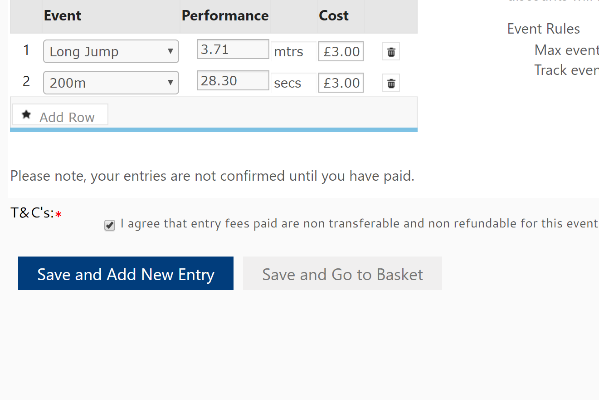 Event Performance Cost
Event Rules
Max event
Track even
1 Long Jump 3.71 mtrs £3.00
2 200m 28.30 secs £3.00
Add Row
Please note, your entries are not confirmed until you have paid.
T&C's:*
I agree that entry fees paid are non transferable and non refundable for this event
Save and Add New Entry Save and Go to Basket